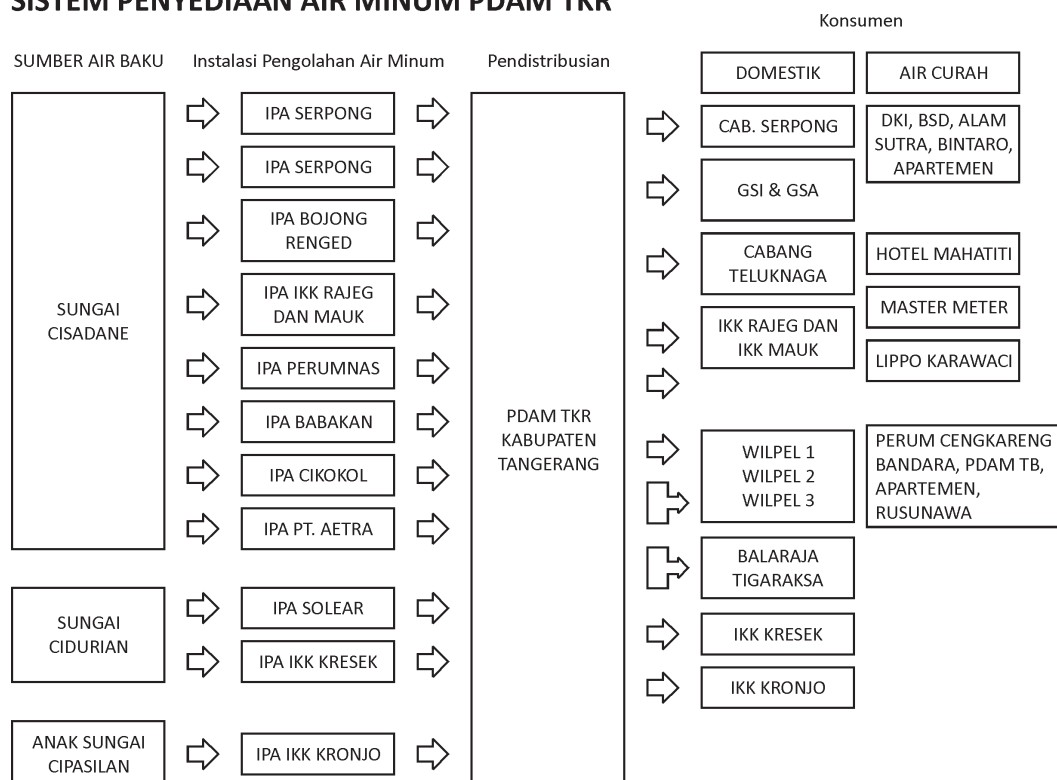 SISTEM PENYEDIAAN AIR MINUM PDAM TKR
Konsumen
SUMBER AIR BAKU
Instalasi Pengolahan Air Minum
Pendistribusian
DOMESTIK
AIR CURAH
SUNGAI
CISADANE
IPA SERPONG
IPA SERPONG
IPA BOJONG
RENGED
IPA IKK RAJEG
DAN MAUK
IPA PERUMNAS
IPA BABAKAN
IPA CIKOKOL
IPA PT. AETRA
SUNGAI
CIDURIAN
IPA SOLEAR
IPA IKK KRESEK
ANAK SUNGAI
CIPASILAN
IPA IKK KRONJO
PDAM TKR
KABUPATEN
TANGERANG
CAB. SERPONG
GSI & GSA
CABANG
TELUKNAGA
IKK RAJEG DAN
IKK MAUK
WILPEL 1
WILPEL 2
WILPEL 3
BALARAJA
TIGARAKSA
IKK KRESEK
IKK KRONJO
DKI, BSD, ALAM
SUTRA, BINTARO,
APARTEMEN
HOTEL MAHATITI
MASTER METER
LIPPO KARAWACI
PERUM CENGKARENG
BANDARA, PDAM TB,
APARTEMEN,
RUSUNAWA